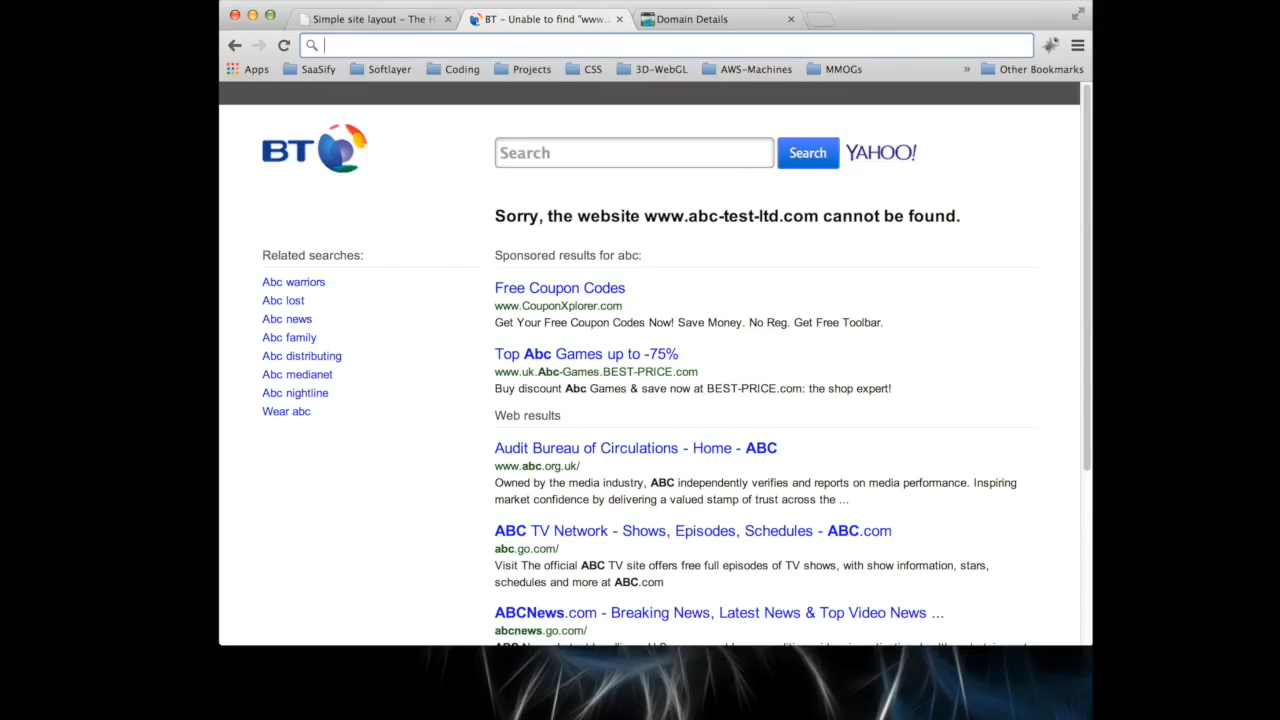 Simple site layout – The H
BT – Unable to find "www.
Domain Details
Apps
SaaSify
Softlayer
Coding
Projects
CSS
3D-WebGL
AWS-Machines
MMOGs
»
Other Bookmarks
BT
Search
Search
YAHOO!
Sorry, the website www.abc-test-ltd.com cannot be found.
Related searches:
Abc warriors
Abc lost
Abc news
Abc family
Abc distributing
Abc medianet
Abc nightline
Wear abc
Sponsored results for abc:
Free Coupon Codes
www.CouponXplorer.com
Get Your Free Coupon Codes Now! Save Money. No Reg. Get Free Toolbar.
Top Abc Games up to -75%
www.uk.Abc-Games.BEST-PRICE.com
Buy discount Abc Games & save now at BEST-PRICE.com: the shop expert!
Web results
Audit Bureau of Circulations - Home - ABC
www.abc.org.uk/
Owned by the media industry, ABC independently verifies and reports on media performance. Inspiring
market confidence by delivering a valued stamp of trust across the ...
ABC TV Network - Shows, Episodes, Schedules - ABC.com
abc.go.com/
Visit The official ABC TV site offers free full episodes of TV shows, with show information, stars,
schedules and more at ABC.com
ABCNews.com - Breaking News, Latest News & Top Video News ...
abcnews.go.com/